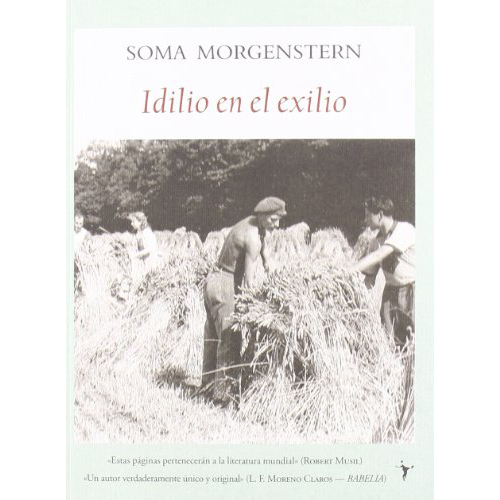 SOMA MORGENSTERN
Idilio en el exilio
«Estas páginas pertenecerán a la literatura mundial» (ROBERT MUSIL)
«Un autor verdaderamente único y original» (L. F. MORENO CLAROS — BABELIA)